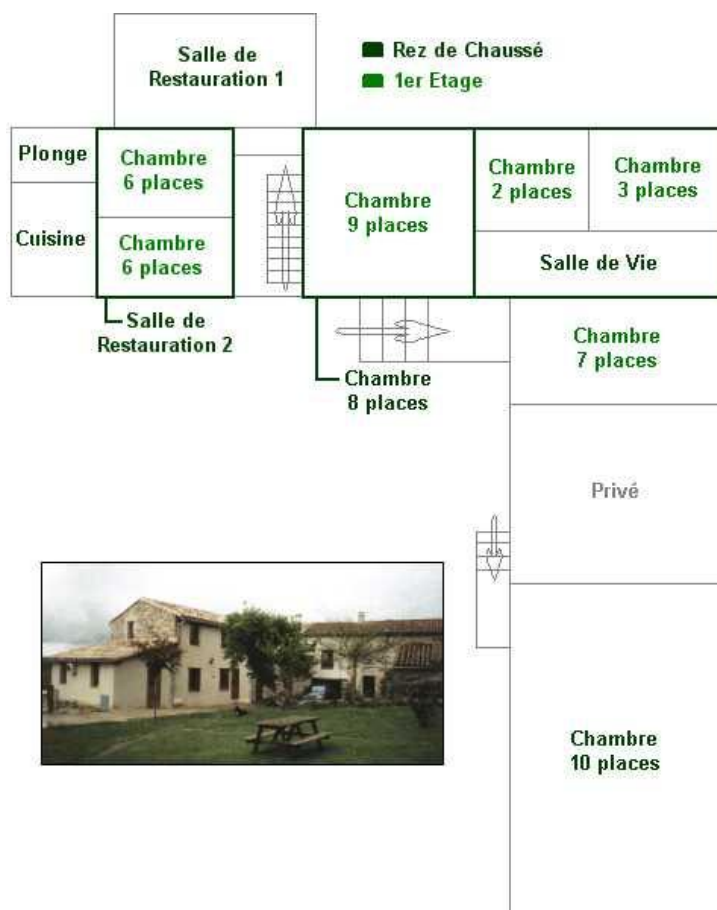 Salle de
Restauration 1
Rez de Chaussé
1er Etage
Plonge
Chambre
6 places
Chambre
9 places
Chambre
2 places
Chambre
3 places
Cuisine
Chambre
6 places
Salle de Vie
Salle de
Restauration 2
Chambre
7 places
Chambre
8 places
Privé
Chambre
10 places